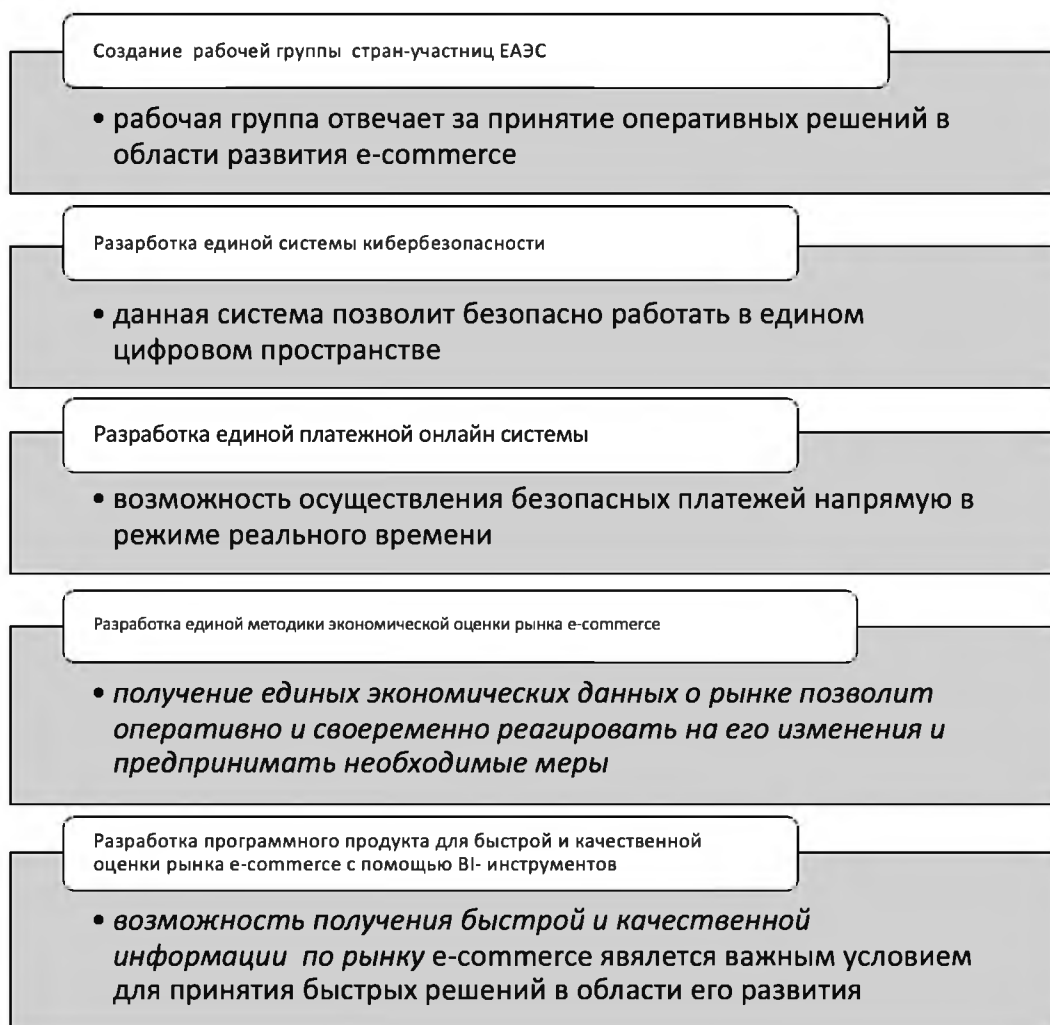 Создание рабочей группы стран-участниц ЕАЭС
• рабочая группа отвечает за принятие оперативных решений в
области развития e-commerce
Разарботка единой системы кибербезопасности
• данная система позволит безопасно работать в едином
цифровом пространстве
Разработка единой платежной онлайн системы
• возможность осуществления безопасных платежей напрямую в
режиме реального времени
Разработка единой методики экономической оценки рынка e-commerce
• получение единых экономических данных о рынке позволит
оперативно и своеременно реагировать на его изменения и
предпринимать необходимые меры
Разработка программного продукта для быстрой и качественной
оценки рынка e-commerce с помощью BI- инструментов
• возможность получения быстрой и качественной
информации по рынку e-commerce явялется важным условием
для принятия быстрых решений в области его развития